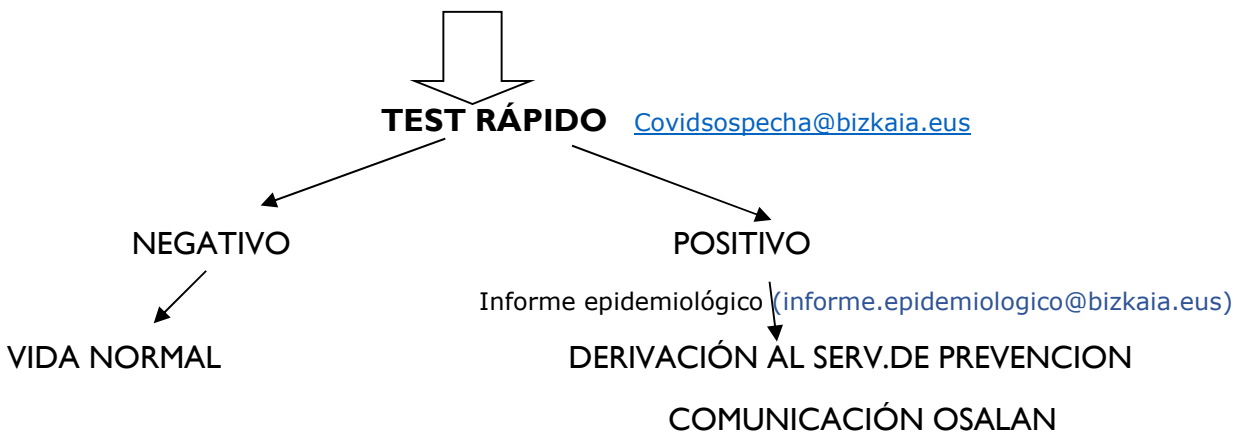 TEST RÁPIDO Covidsospecha@bizkaia.eus
NEGATIVO POSITIVO
Informe epidemiológico (informe.epidemiologico@bizkaia.eus)
VIDA NORMAL DERIVACIÓN AL SERV.DE PREVENCION
COMUNICACIÓN OSALAN